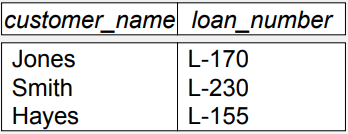 customer_name loan_number
Jones L-170
Smith L-230
Hayes L-155